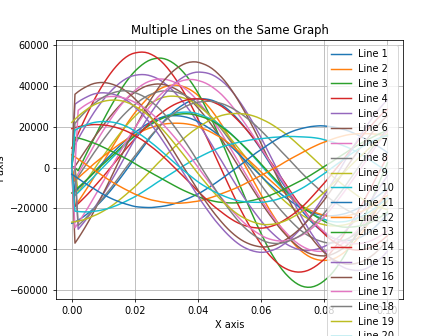 Multiple Lines on the Same Graph
60000
40000
20000
0
−20000
−40000
−60000
0.00
0.02
0.04
0.06
X axis
axis
Line 1
Line 2
Line 3
Line 4
Line 5
Line 6
Line 7
Line 8
Line 9
Line 10
Line 11
Line 12
Line 13
Line 14
Line 15
Line 16
Line 17
Line 18
Line 19
Line 20